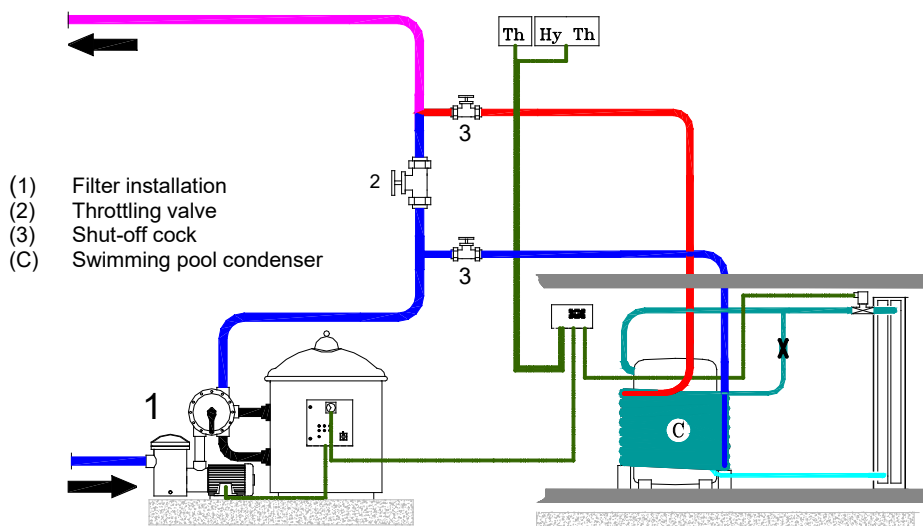 Th Hy Th
3
2
(1) Filter installation
(2) Throttling valve
(3) Shut-off cock
(C) Swimming pool condenser
3
1
C